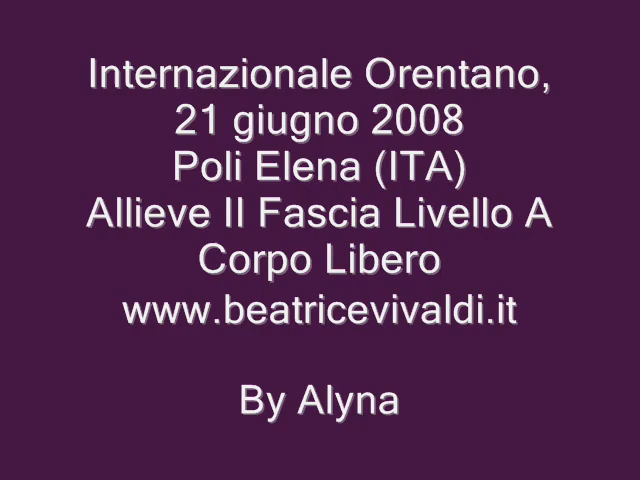 Internazionale Orentano,
21 giugno 2008
Poli Elena (ITA)
Allieve II Fascia Livello A
Corpo Libero
www.beatricevivaldi.it
By Alyna